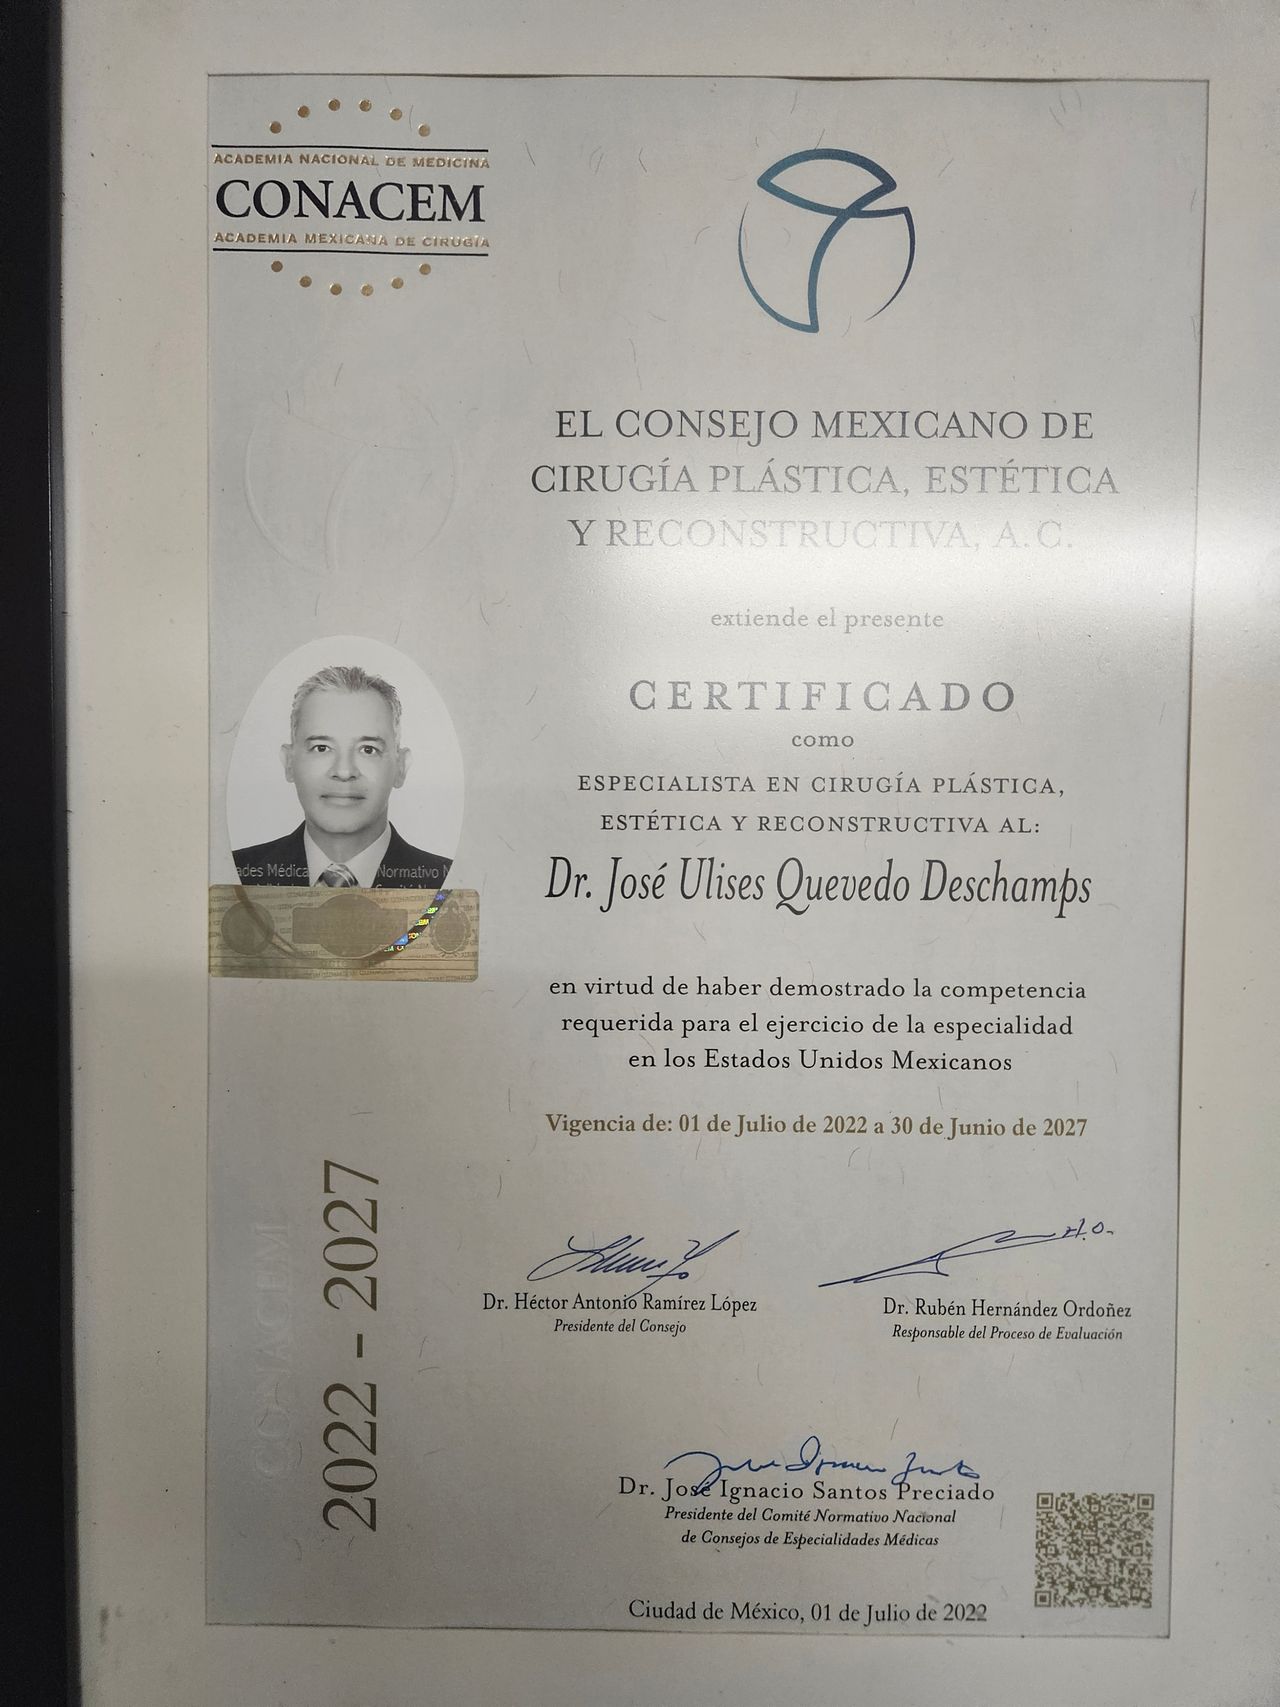 ACADEMIA NACIONAL DE MEDICINA
CONACEM
ACADEMIA MEXICANA DE CIRUGÍA
EL CONSEJO MEXICANO DE
CIRUGÍA PLÁSTICA, ESTÉTICA
Y RECONSTRUCTIVA, A.C.
extiende el presente
CERTIFICADO
como
ESPECIALISTA EN CIRUGÍA PLÁSTICA,
ESTÉTICA Y RECONSTRUCTIVA AL:
Dr. José Ulises Quevedo Deschamps
ades Médica
Normativo N
en virtud de haber demostrado la competencia
requerida para el ejercicio de la especialidad
en los Estados Unidos Mexicanos
Vigencia de: 01 de Julio de 2022 a 30 de Junio de 2027
CONACEM
2022 - 2027
H.O.
Dr. Héctor Antonio Ramírez López
Presidente del Consejo
Dr. Rubén Hernández Ordoñez
Responsable del Proceso de Evaluación
Dr. José Ignacio Santos Preciado
Presidente del Comité Normativo Nacional
de Consejos de Especialidades Médicas
Ciudad de México, 01 de Julio de 2022